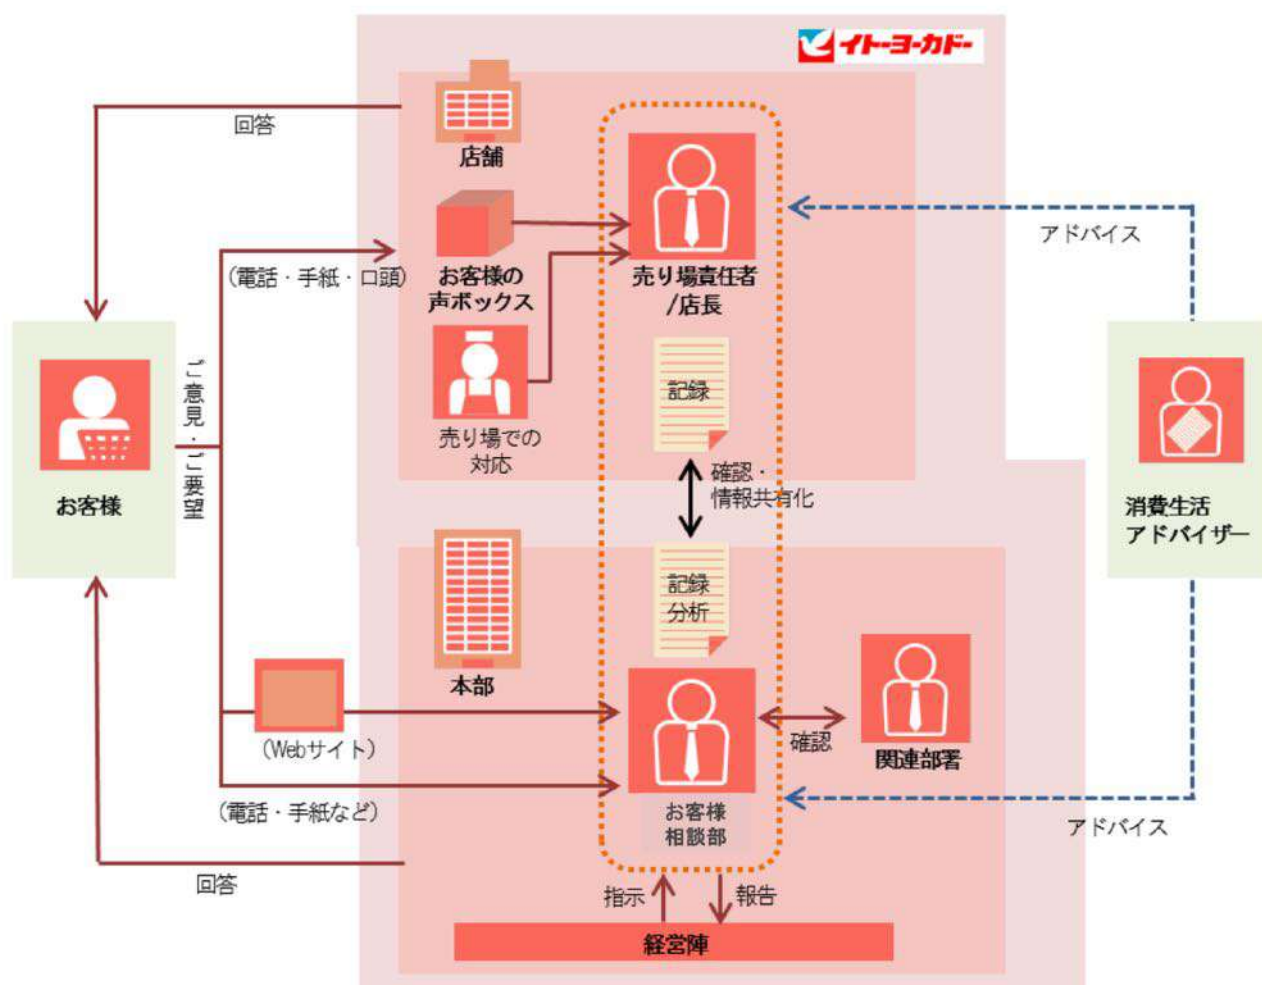 イトーヨーカドー
回答
店舗
アドバイス
(電話・手紙・口頭)
お客様の
声ボックス
売り場責任者
/店長
ご意見・ご要望
記録
売り場での
対応
確認・
情報共有化
お客様
消費生活
アドバイザー
記録
分析
本部
(Webサイト)
確認
関連部署
(電話・手紙など)
お客様
相談部
アドバイス
回答
指示
報告
経営陣